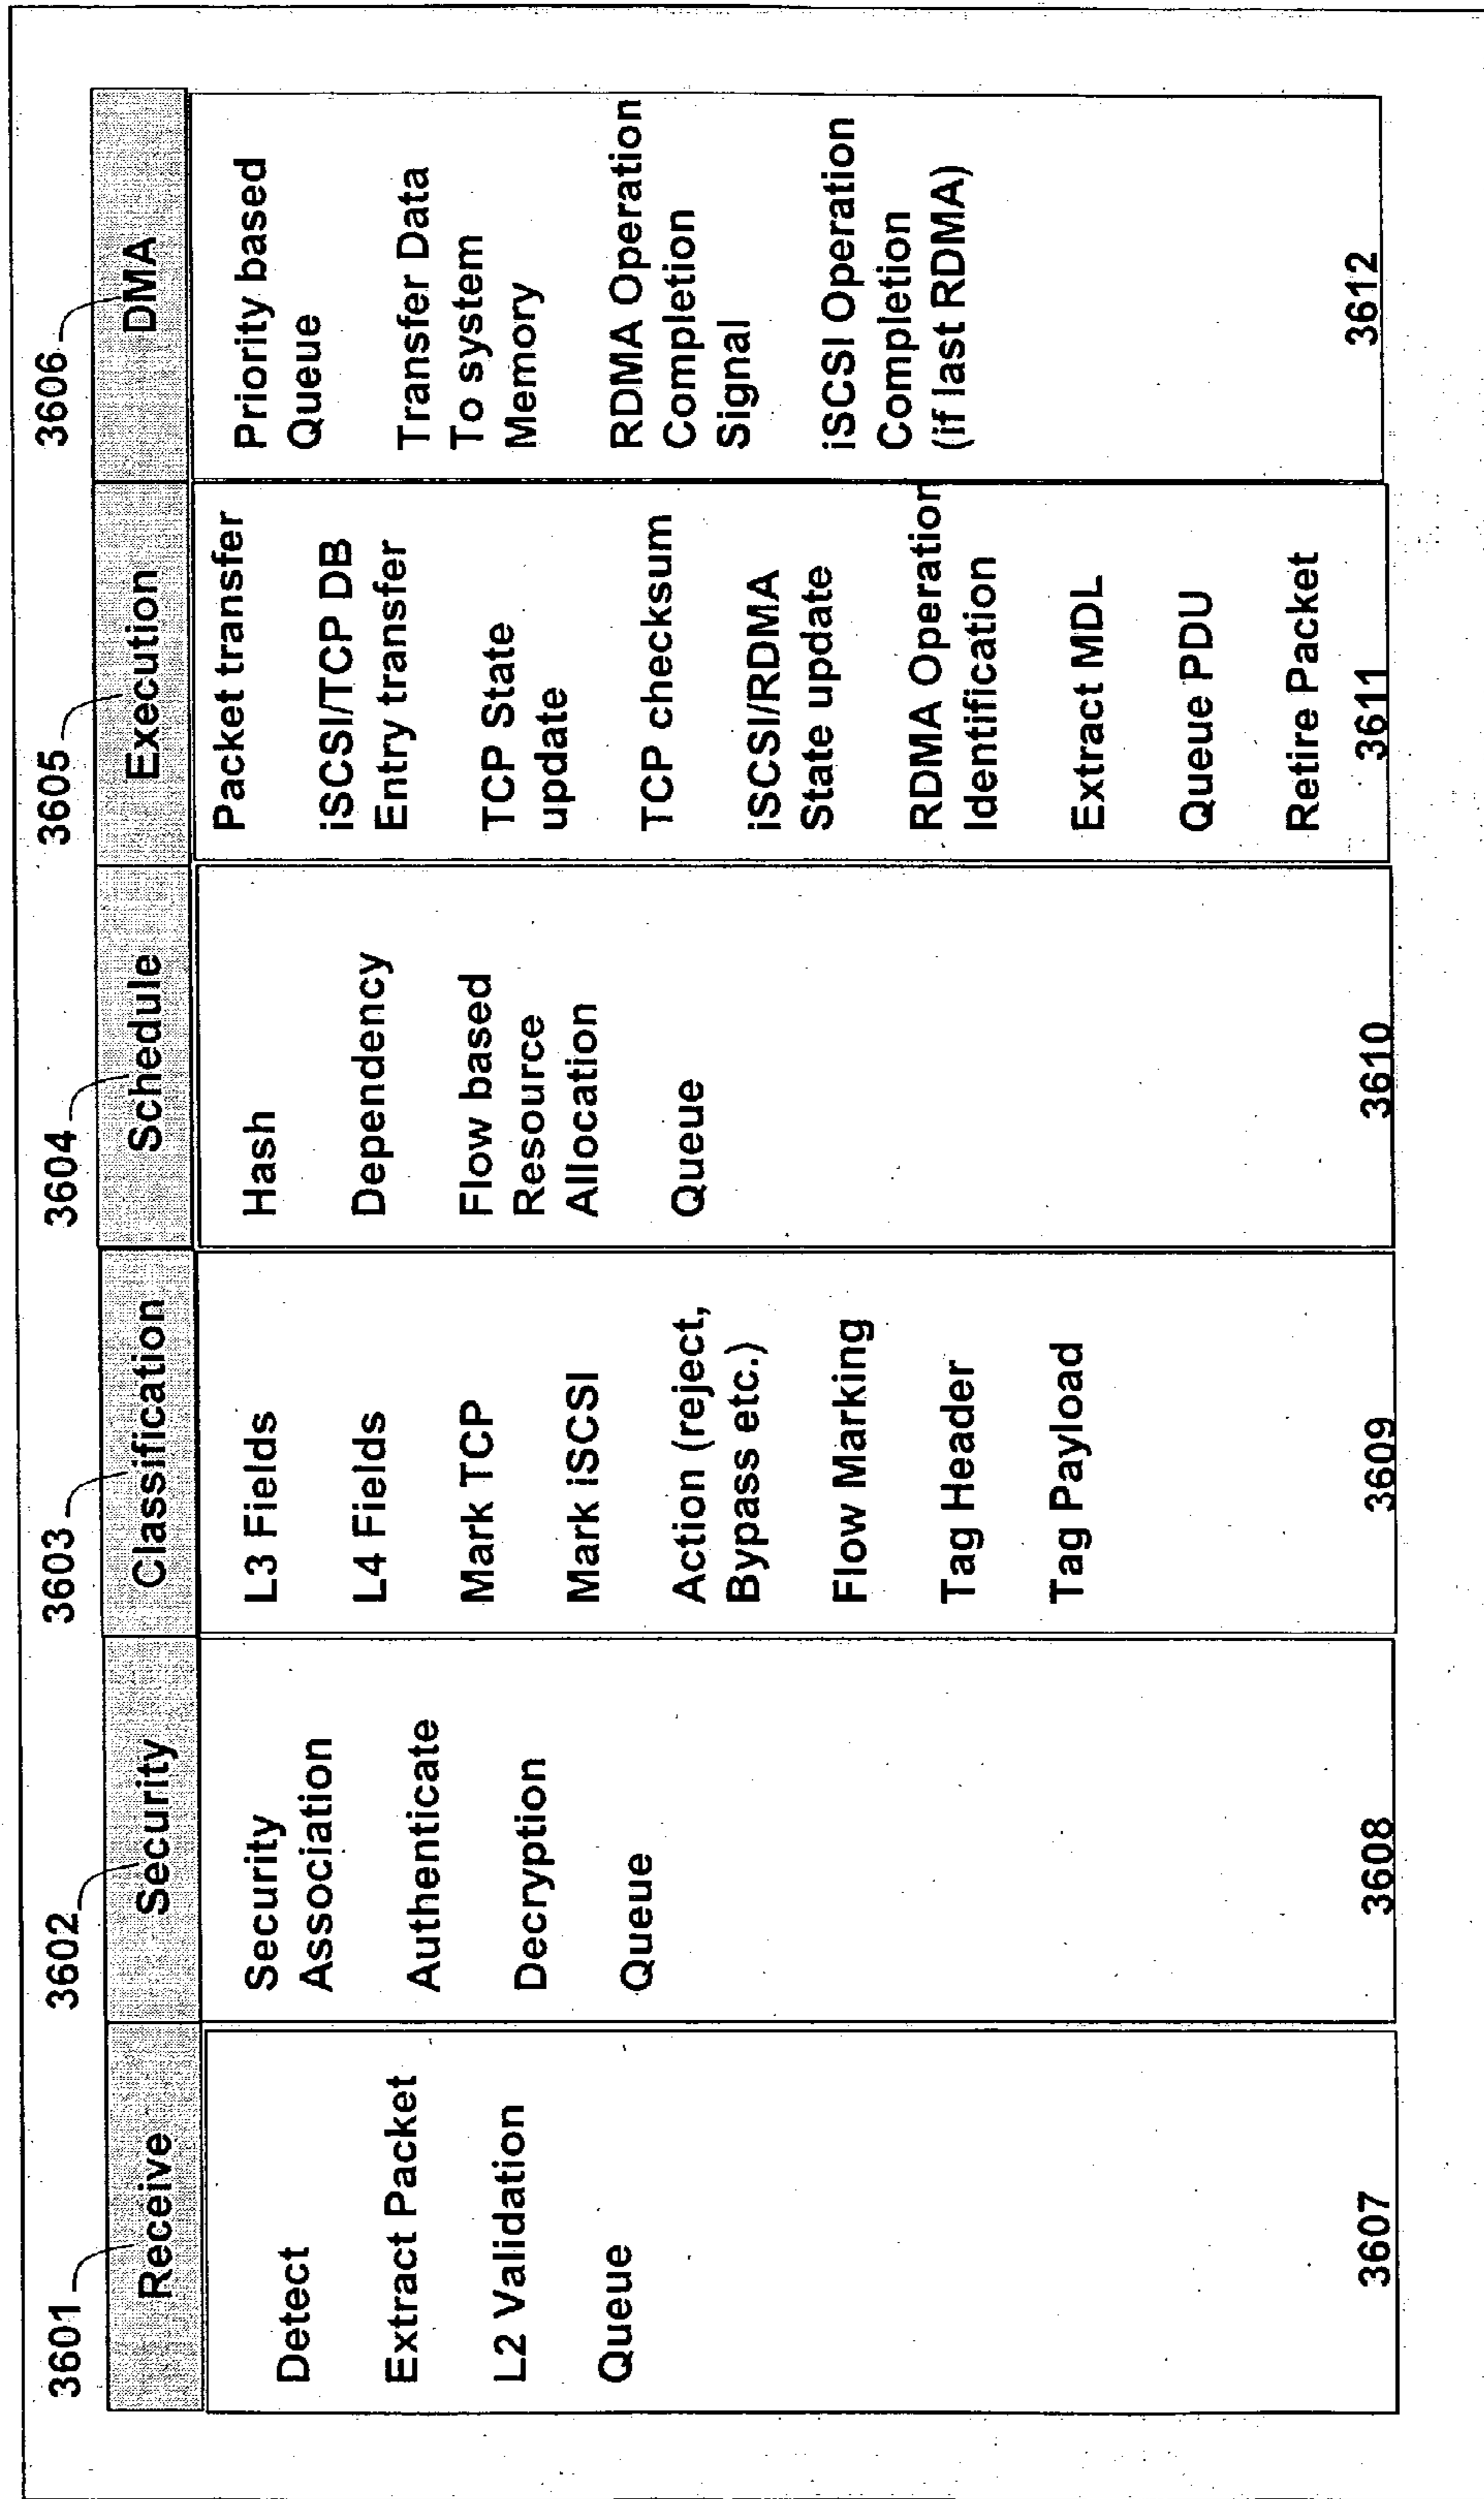 3601
Receive
Detect
Extract Packet
L2 Validation
Queue
3607
3602
Security
Security
Association
Authenticate
Decryption
Queue
3608
3603
Classification
L3 Fields
L4 Fields
Mark TCP
Mark iSCSI
Action (reject,
Bypass etc.)
Flow Marking
Tag Header
Tag Payload
3609
3604
Schedule
Hash
Dependency
Flow based
Resource
Allocation
Queue
3610
3605
Execution
Packet transfer
iSCSI/TCP DB
Entry transfer
TCP State
update
TCP checksum
iSCSI/RDMA
State update
RDMA Operation
Identification
Extract MDL
Queue PDU
Retire Packet
3611
3606
DMA
Priority based
Queue
Transfer Data
To system
Memory
RDMA Operation
Completion
Signal
iSCSI Operation
Completion
(if last RDMA)
3612